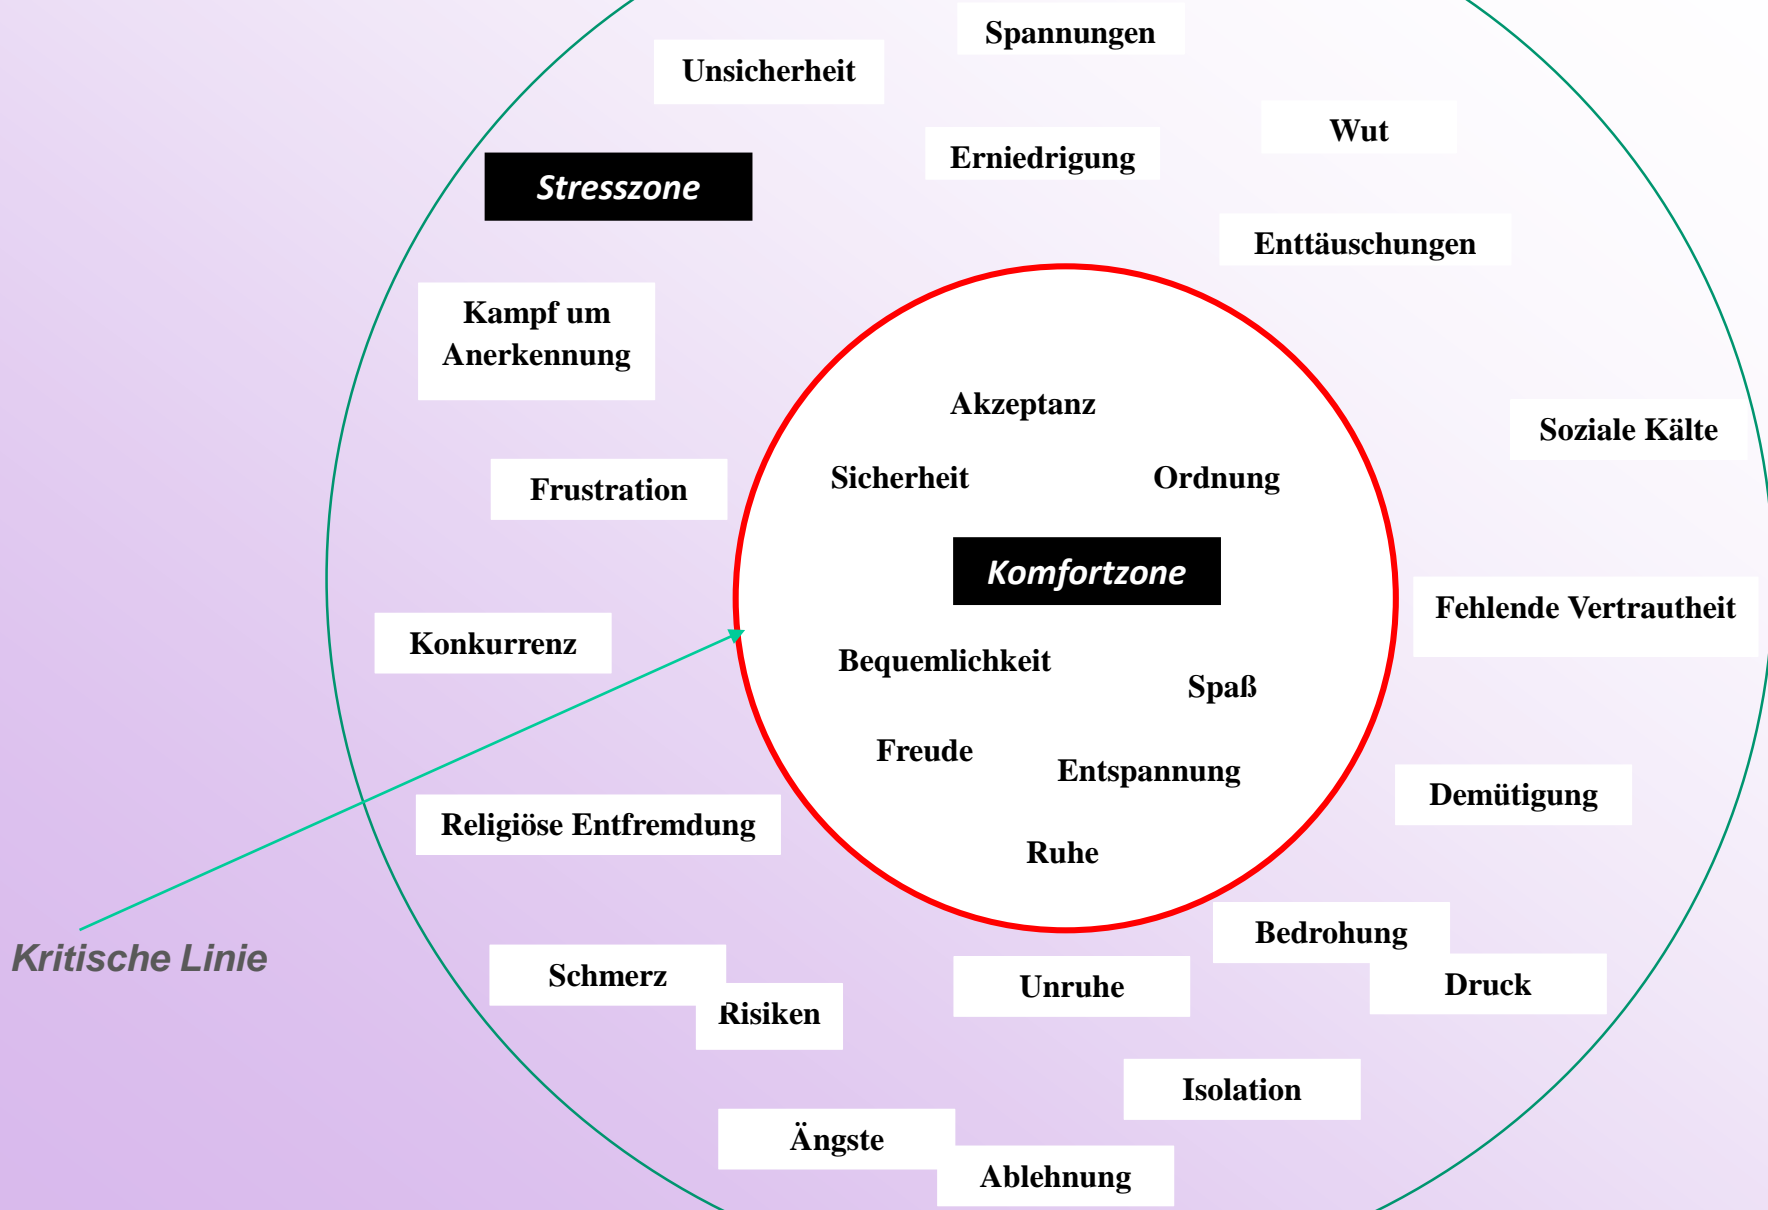 Spannungen
Unsicherheit
Wut
Erniedrigung
Stresszone
Enttäuschungen
Kampf um
Anerkennung
Akzeptanz
Soziale Kälte
Sicherheit
Ordnung
Frustration
Komfortzone
Fehlende Vertrautheit
Konkurrenz
Bequemlichkeit
Spaß
Freude
Entspannung
Demütigung
Religiöse Entfremdung
Ruhe
Bedrohung
Kritische Linie
Schmerz
Unruhe
Druck
Risiken
Isolation
Ängste
Ablehnung